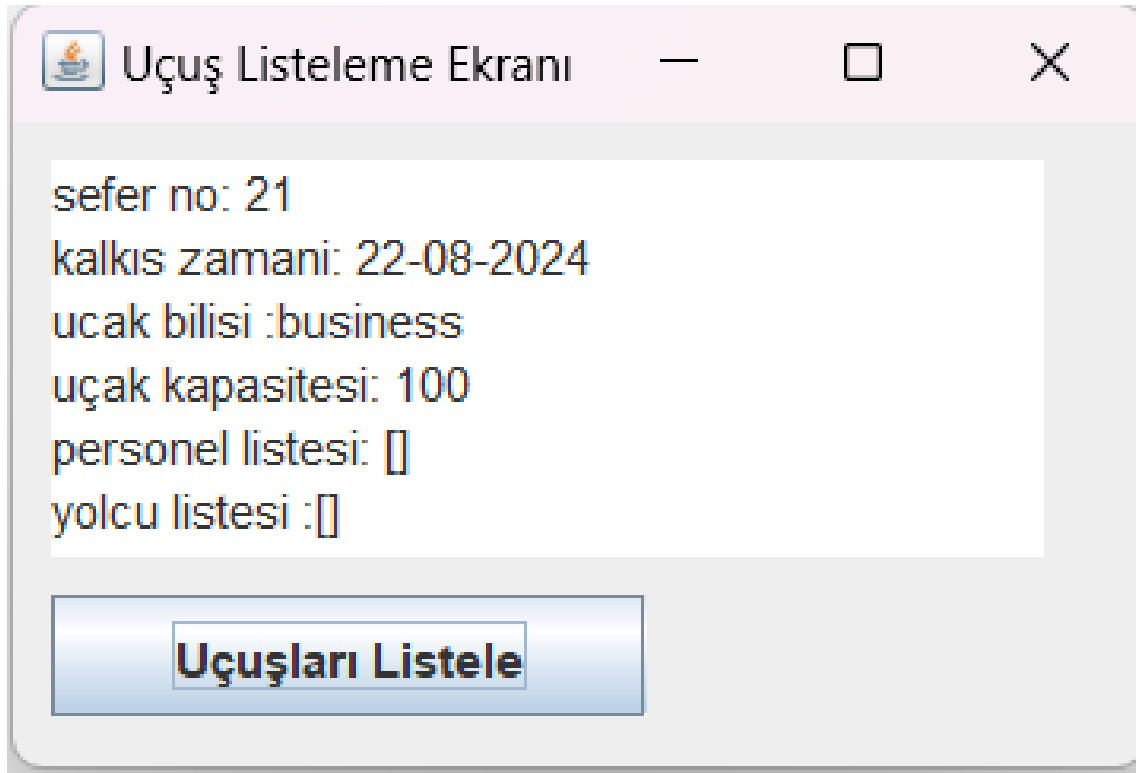 Uçuş Listeleme Ekranı
sefer no: 21
kalkıs zamani: 22-08-2024
ucak bilisi :business
uçak kapasitesi: 100
personel listesi: []
yolcu listesi :[]
Uçuşları Listele